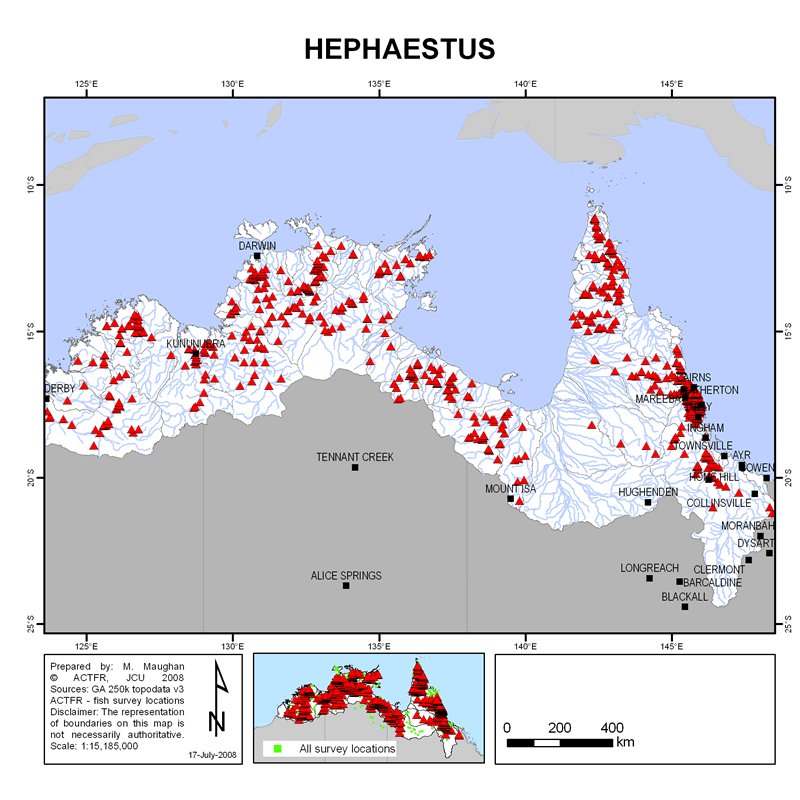 HEPHAESTUS
125°E 130°E 135°E 140°E 145°E
10°S 10°S
DARWIN
15°S 15°S
KUNUNURRA
DERBY
CAIRNS
ATHERTON
MAREEBA
INGHAM
TOWNSVILLE
AYR
20°S 20°S
TENNANT CREEK
HOME HILL
BOWEN
MOUNT ISA
HUGHENDEN
COLLINSVILLE
MORANBAH
DYSART
LONGREACH
CLERMONT
ALICE SPRINGS
BARCALDINE
BLACKALL
25°S 25°S
125°E 130°E 135°E 140°E 145°E
Prepared by: M. Maughan
© ACTFR, JCU 2008
Sources: GA 250k topodata v3
ACTFR - fish survey locations
Disclaimer: The representation
of boundaries on this map is
not necessarily authoritative.
Scale: 1:15,185,000
N
17-July-2008
All survey locations
0 200 400
km